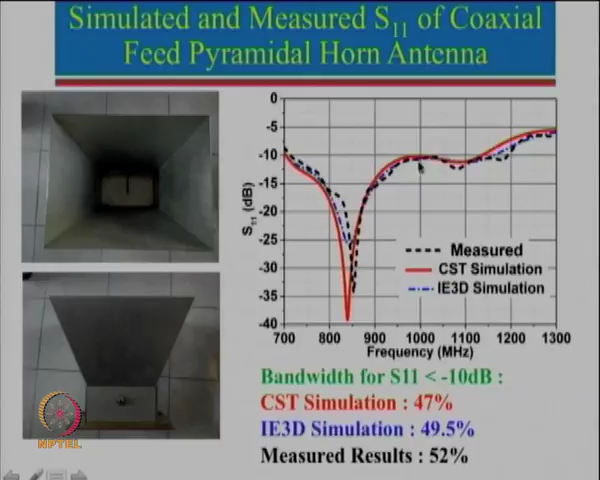 Simulated and Measured S11 of Coaxial
Feed Pyramidal Horn Antenna
0
-5
-10
-15
-20
-25
-30
-35
-40
S11 (dB)
Measured
CST Simulation
IE3D Simulation
700 800 900 1000 1100 1200 1300
Frequency (MHz)
Bandwidth for S11 < -10dB :
CST Simulation : 47%
IE3D Simulation : 49.5%
Measured Results : 52%
NPTEL